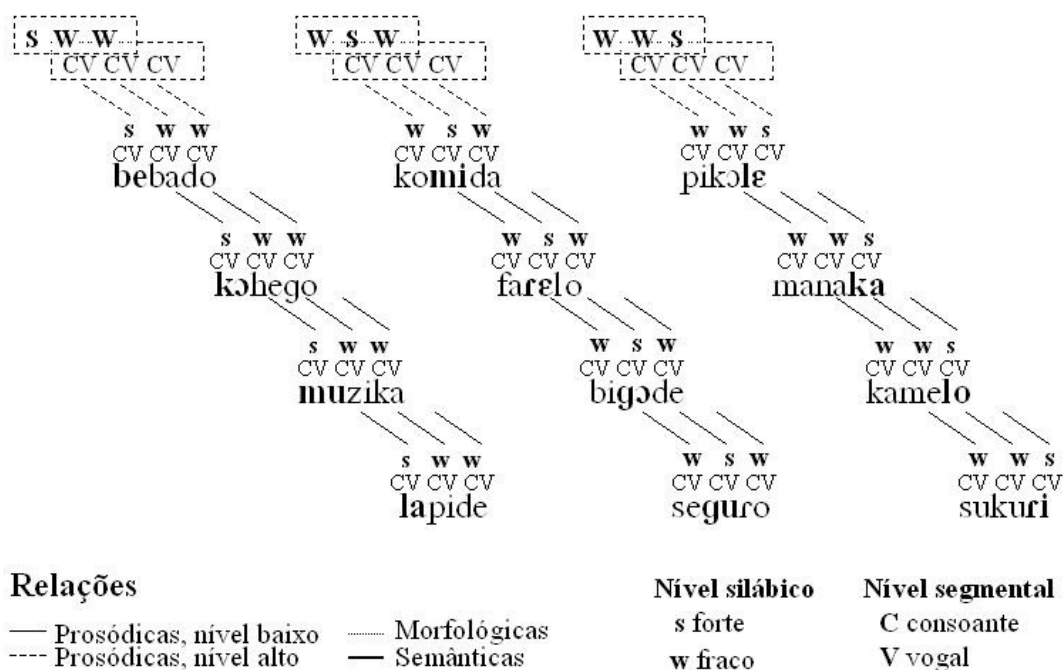 s w w w s w w w s
CV CV CV CV CV CV CV CV CV
s w w w s w w w s
CV CV CV CV CV CV CV CV CV
bebado komida pikɔlɛ
s w w w s w w w s
CV CV CV CV CV CV CV CV CV
kɔhego farɛlo manaka
s w w w s w w w s
CV CV CV CV CV CV CV CV CV
muzika bigɔde kamelo
s w w w s w w w s
CV CV CV CV CV CV CV CV CV
lapide seguɾo sukuɾi
Relações Nível silábico Nível segmental
Prosódicas, nível baixo Morfológicas s forte C consoante
Prosódicas, nível alto Semânticas w fraco V vogal